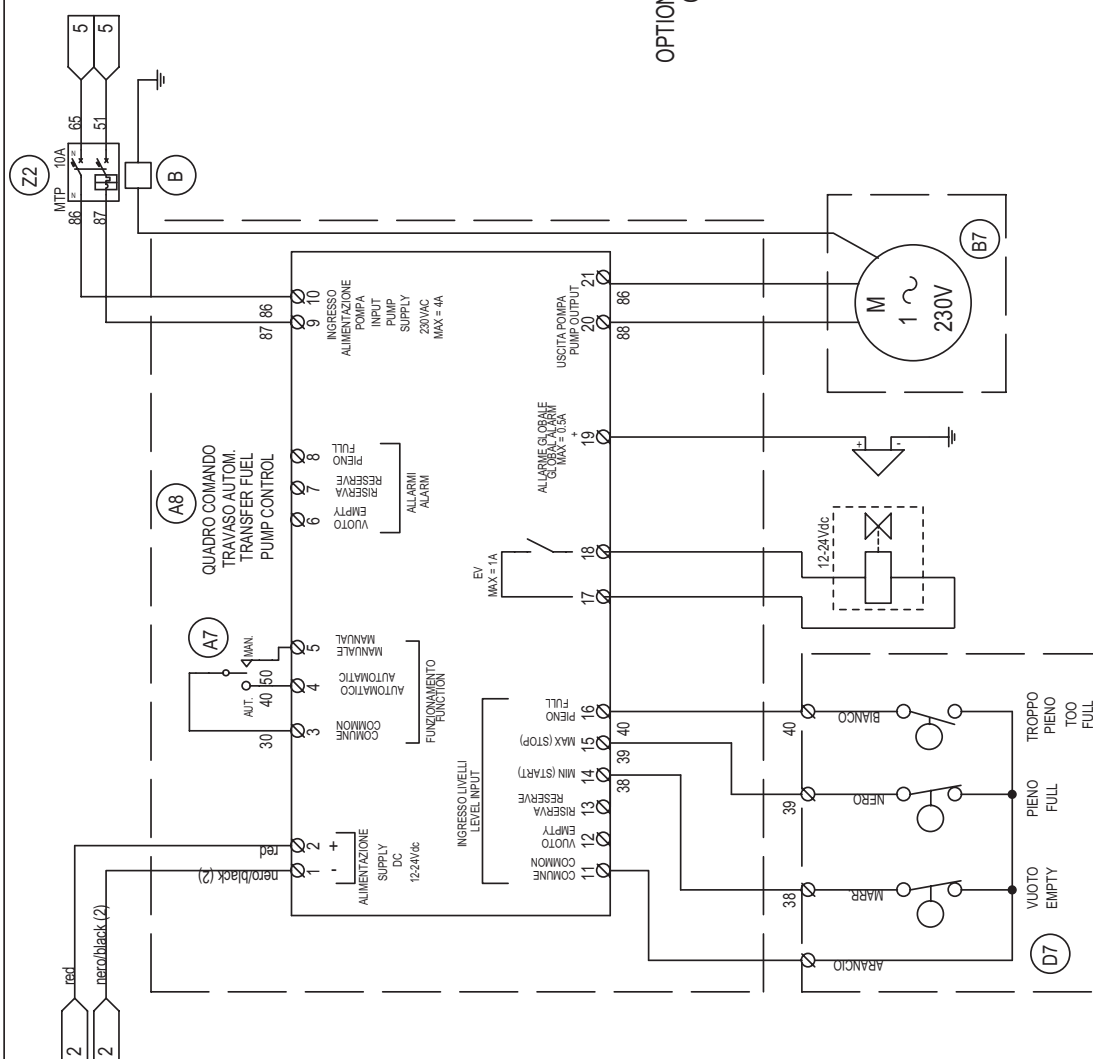 OPTION
5
5
65
51
Z2
10A
MTP
N
N
86
87
B
87
86
9
10
INGRESSO
ALIMENTAZIONE
POMPA
INPUT
PUMP
SUPPLY
230VAC
MAX = 4A
A8
QUADRO COMANDO
TRAVASO AUTOM.
TRANSFER FUEL
PUMP CONTROL
6
7
8
VUOTO
EMPTY
RISERVA
RESERVE
PIENO
FULL
ALLARMI
ALARM
A7
MAN.
AUT.
30
40
50
3
4
5
COMUNE
COMMON
AUTOMATICO
AUTOMATIC
MANUALE
MANUAL
FUNZIONAMENTO
FUNCTION
2
2
red
nero/black (2)
nero/black (2)
red
1
2
-
+
ALIMENTAZIONE
SUPPLY
DC
12-24Vdc
INGRESSO LIVELLI
LEVEL INPUT
COMUNE
COMMON
VUOTO
EMPTY
RISERVA
RESERVE
MIN (START)
MAX (STOP)
PIENO
FULL
11
12
13
14
15
16
38
39
40
EV
MAX = 1A
17
18
ALLARME GLOBALE
GLOBAL ALARM
MAX = 0.5A
+
19
USCITA POMPA
PUMP OUTPUT
20
21
88
86
M
1 ~
230V
B7
+
-
12-24Vdc
38
39
40
ARANCIO
MARR.
NERO
BIANCO
D7
VUOTO
EMPTY
PIENO
FULL
TROPPO
PIENO
TOO
FULL